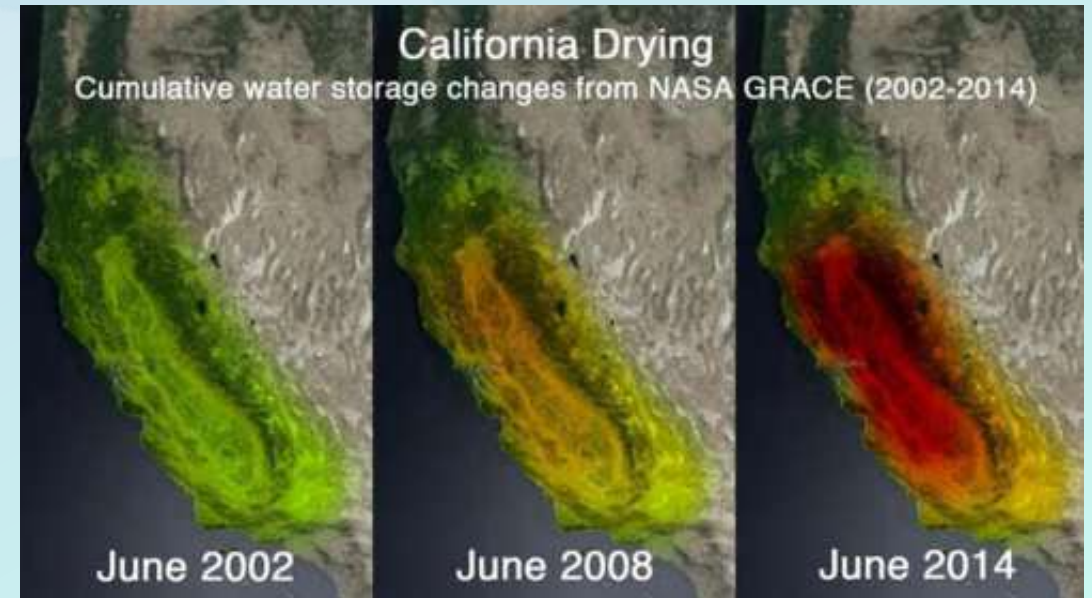 California Drying
Cumulative water storage changes from NASA GRACE (2002-2014)
June 2002
June 2008
June 2014